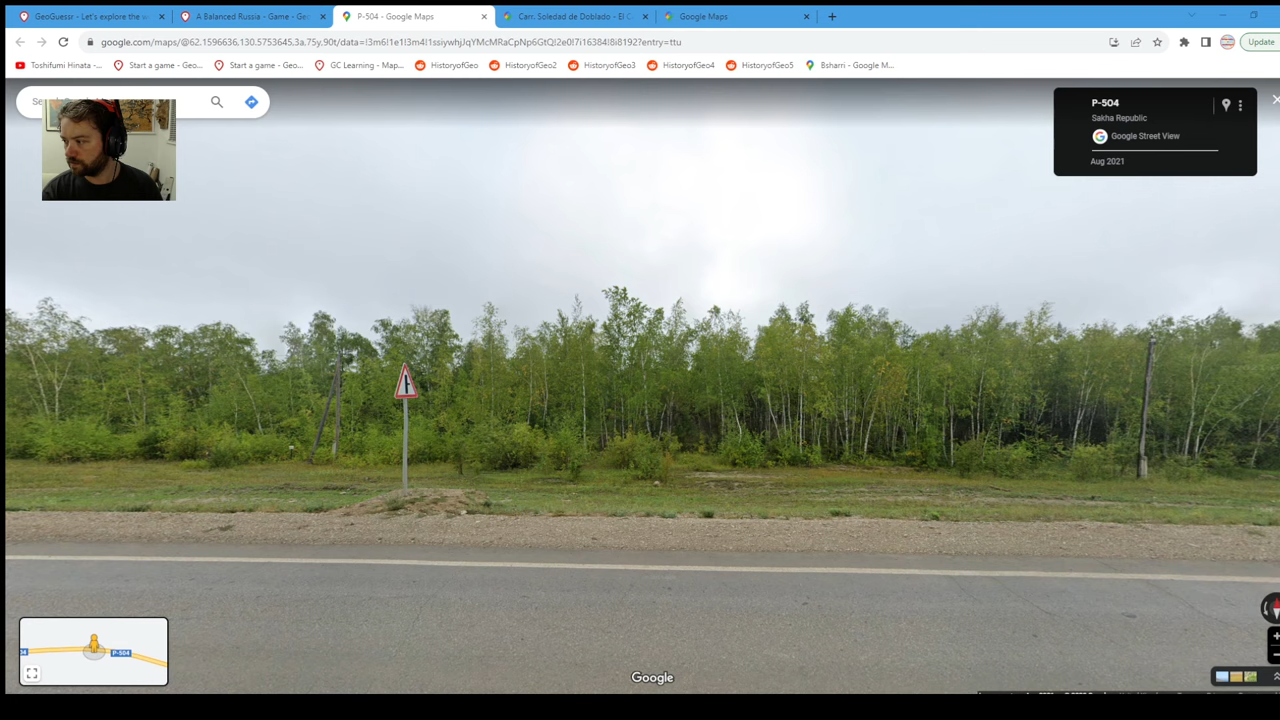 GeoGuessr - Let's explore the w
A Balanced Russia - Game - Geo
P-504 - Google Maps
Carr. Soledad de Doblado - El C
Google Maps
google.com/maps/@62.1596636,130.5753645,3a,75y,90t/data=!3m6!1e1!3m4!1ssiywhjJqYMcMRaCpNp6GtQ!2e0!7i16384!8i8192?entry=ttu
Update
Toshifumi Hinata -...
Start a game - Geo...
Start a game - Geo...
GC Learning - Map...
HistoryofGeo
HistoryofGeo2
HistoryofGeo3
HistoryofGeo4
HistoryofGeo5
Bsharri - Google M...
P-504
Sakha Republic
Google Street View
Aug 2021
P-504
Google